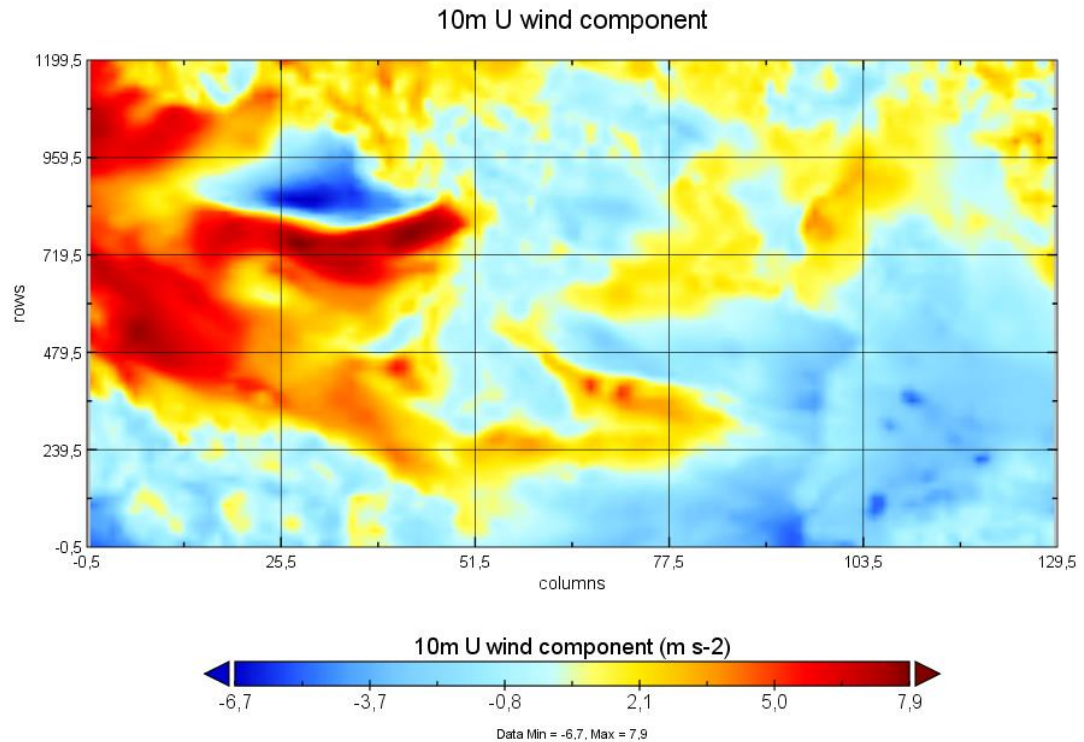 10m U wind component
1199,5
959,5
719,5
479,5
239,5
-0,5
rows
-0,5 25,5 51,5 77,5 103,5 129,5
columns
10m U wind component (m s-2)
-6,7 -3,7 -0,8 2,1 5,0 7,9
Data Min = -6,7, Max = 7,9